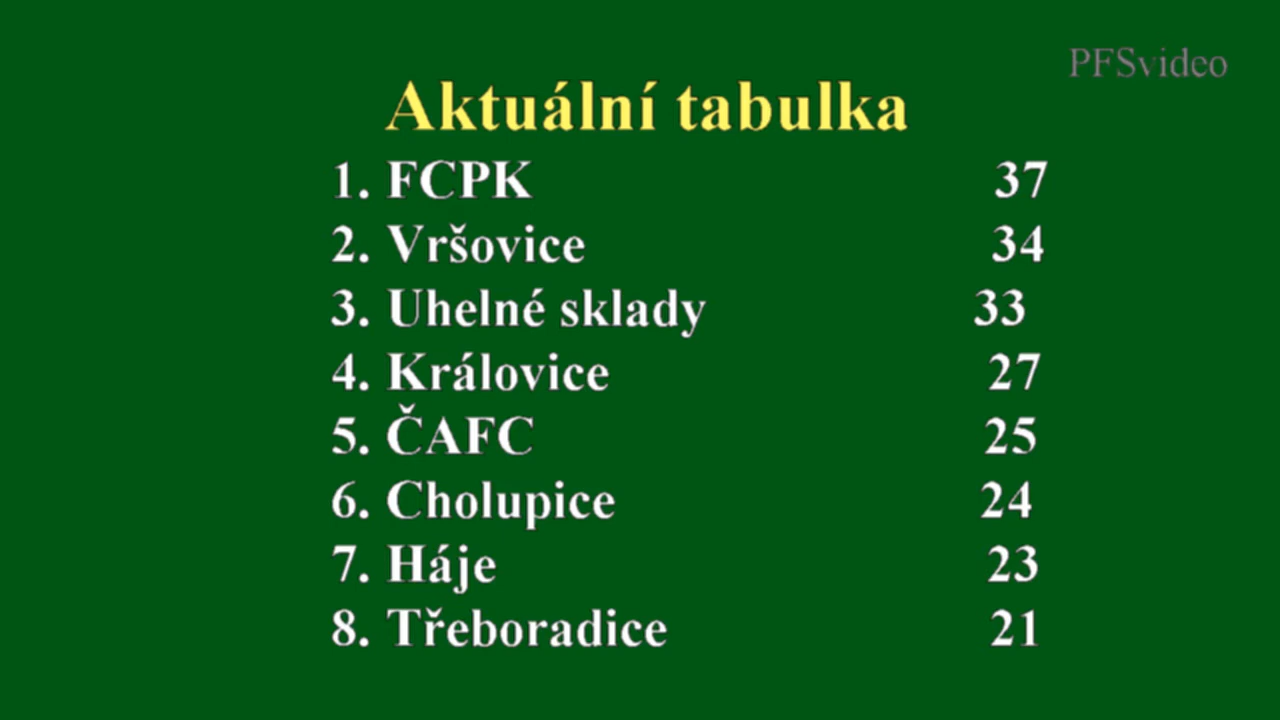 PFSvideo
Aktuální tabulka
1. FCPK 37
2. Vršovice 34
3. Uhelné sklady 33
4. Královice 27
5. ČAFC 25
6. Cholupice 24
7. Háje 23
8. Třeboradice 21